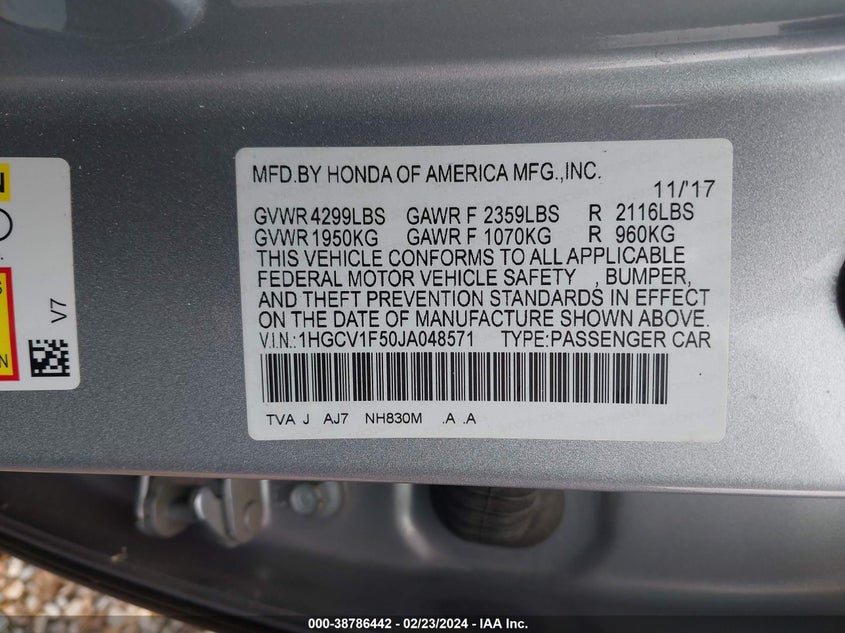 MFD.BY HONDA OF AMERICA MFG.,INC.
11/'17
GVWR 4299LBS GAWR F 2359LBS R 2116LBS
GVWR 1950KG GAWR F 1070KG R 960KG
THIS VEHICLE CONFORMS TO ALL APPLICABLE
FEDERAL MOTOR VEHICLE SAFETY , BUMPER,
AND THEFT PREVENTION STANDARDS IN EFFECT
ON THE DATE OF MANUFACTURE SHOWN ABOVE.
V.I.N.:1HGCV1F50JA048571 TYPE:PASSENGER CAR
TVA J AJ7 NH830M .A .A
V7
000-38786442 / 02/23/2024 - IAA Inc.